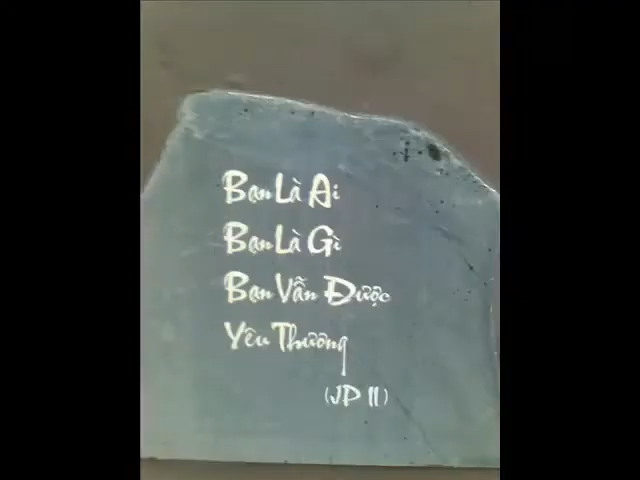 Bạn Là Ai
Bạn Là Gì
Bạn Vẫn Được
Yêu Thương
(JP II)